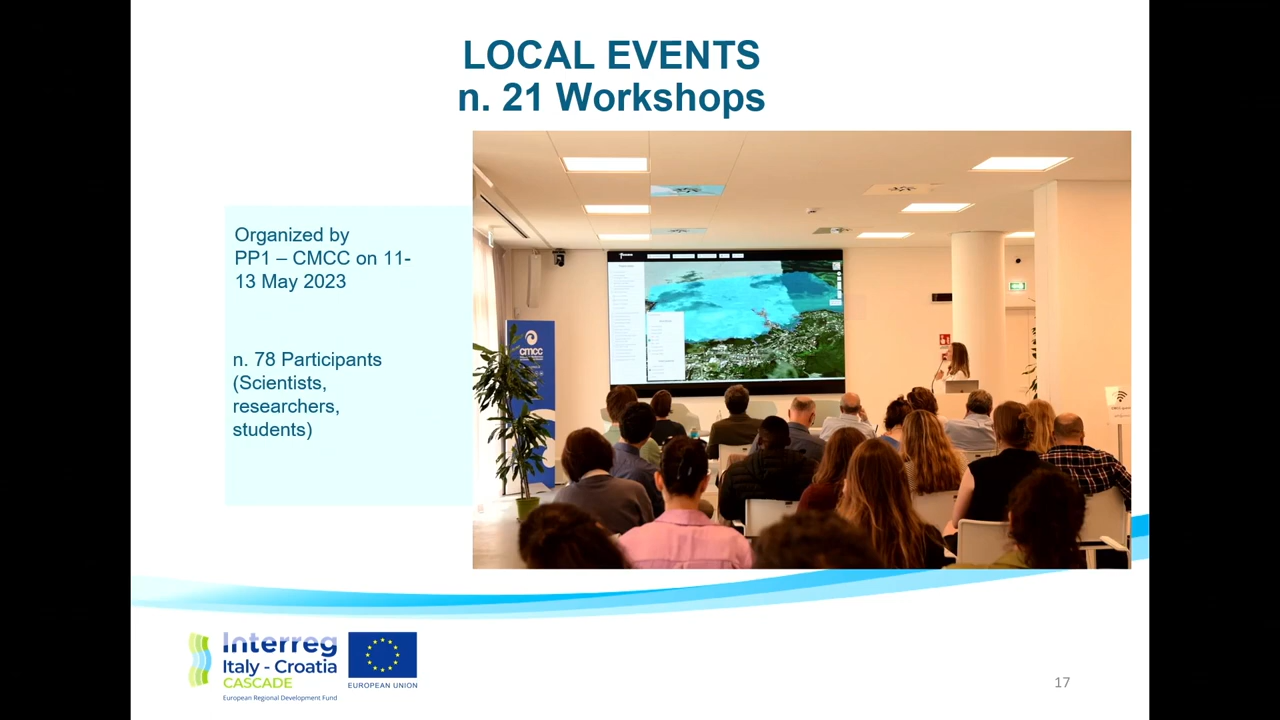 LOCAL EVENTS
n. 21 Workshops
Organized by
PP1 – CMCC on 11-
13 May 2023
n. 78 Participants
(Scientists,
researchers,
students)
cmcc
Interreg
Italy - Croatia
CASCADE
European Regional Development Fund
EUROPEAN UNION
17